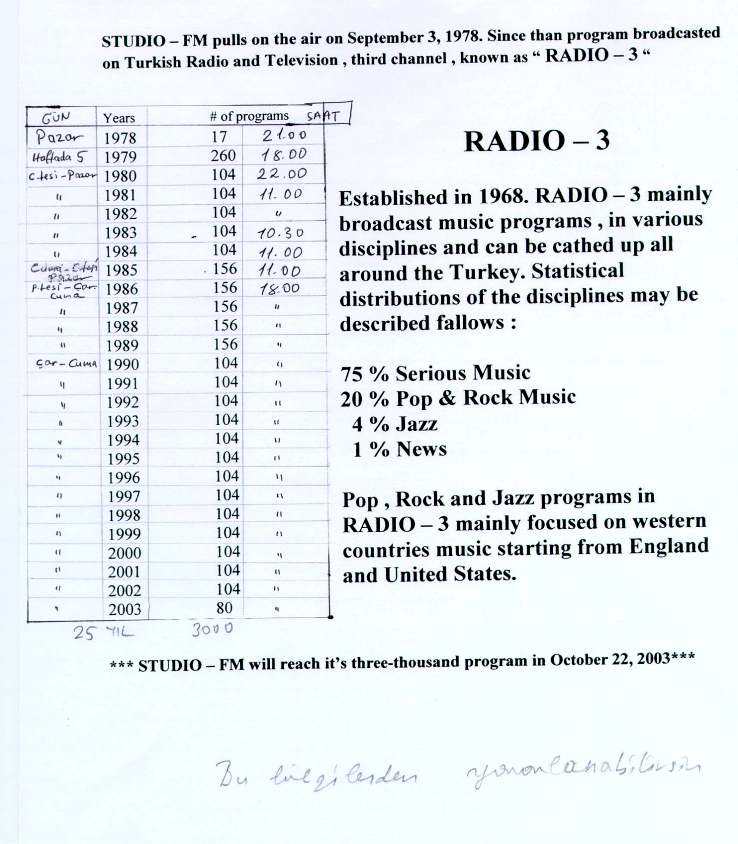 STUDIO – FM pulls on the air on September 3, 1978. Since than program broadcasted
on Turkish Radio and Television , third channel , known as “ RADIO – 3 “
GÜN Years # of programs SAAT
Pazar 1978 17 21.00
Haftada 5 1979 260 18.00
C.tesi-Pazar 1980 104 22.00
" 1981 104 11.00
" 1982 104 "
" 1983 - 104 10.30
" 1984 104 11.00
Cuma- 1985 . 156 11.00
Pazar
P.tesi-Çar. 1986 156 18.00
Cuma
" 1987 156 "
" 1988 156 "
" 1989 156 "
Çar-Cuma 1990 104 "
" 1991 104 "
" 1992 104 "
" 1993 104 "
" 1994 104 "
" 1995 104 "
" 1996 104 "
" 1997 104 "
" 1998 104 "
" 1999 104 "
" 2000 104 "
" 2001 104 "
" 2002 104 "
" 2003 80 "
25 YIL 3000
RADIO – 3
Established in 1968. RADIO – 3 mainly
broadcast music programs , in various
disciplines and can be cathed up all
around the Turkey. Statistical
distributions of the disciplines may be
described fallows :
75 % Serious Music
20 % Pop & Rock Music
4 % Jazz
1 % News
Pop , Rock and Jazz programs in
RADIO – 3 mainly focused on western
countries music starting from England
and United States.
*** STUDIO – FM will reach it’s three-thousand program in October 22, 2003***
Bu bilgilerden yararlanabilirsin